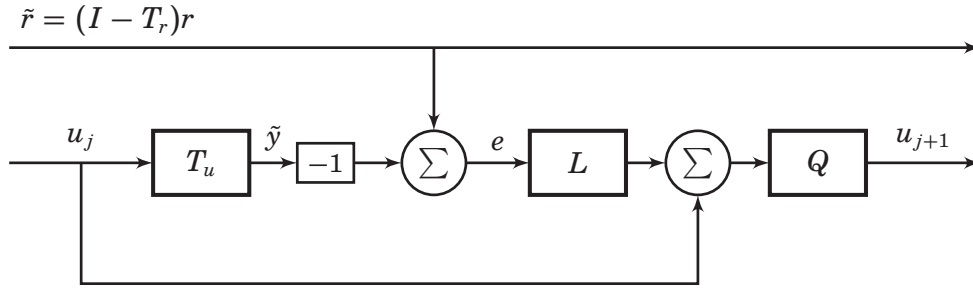 r̃ = (I − T_r)r
u_j
T_u
ỹ
−1
∑
e
L
∑
Q
u_{j+1}